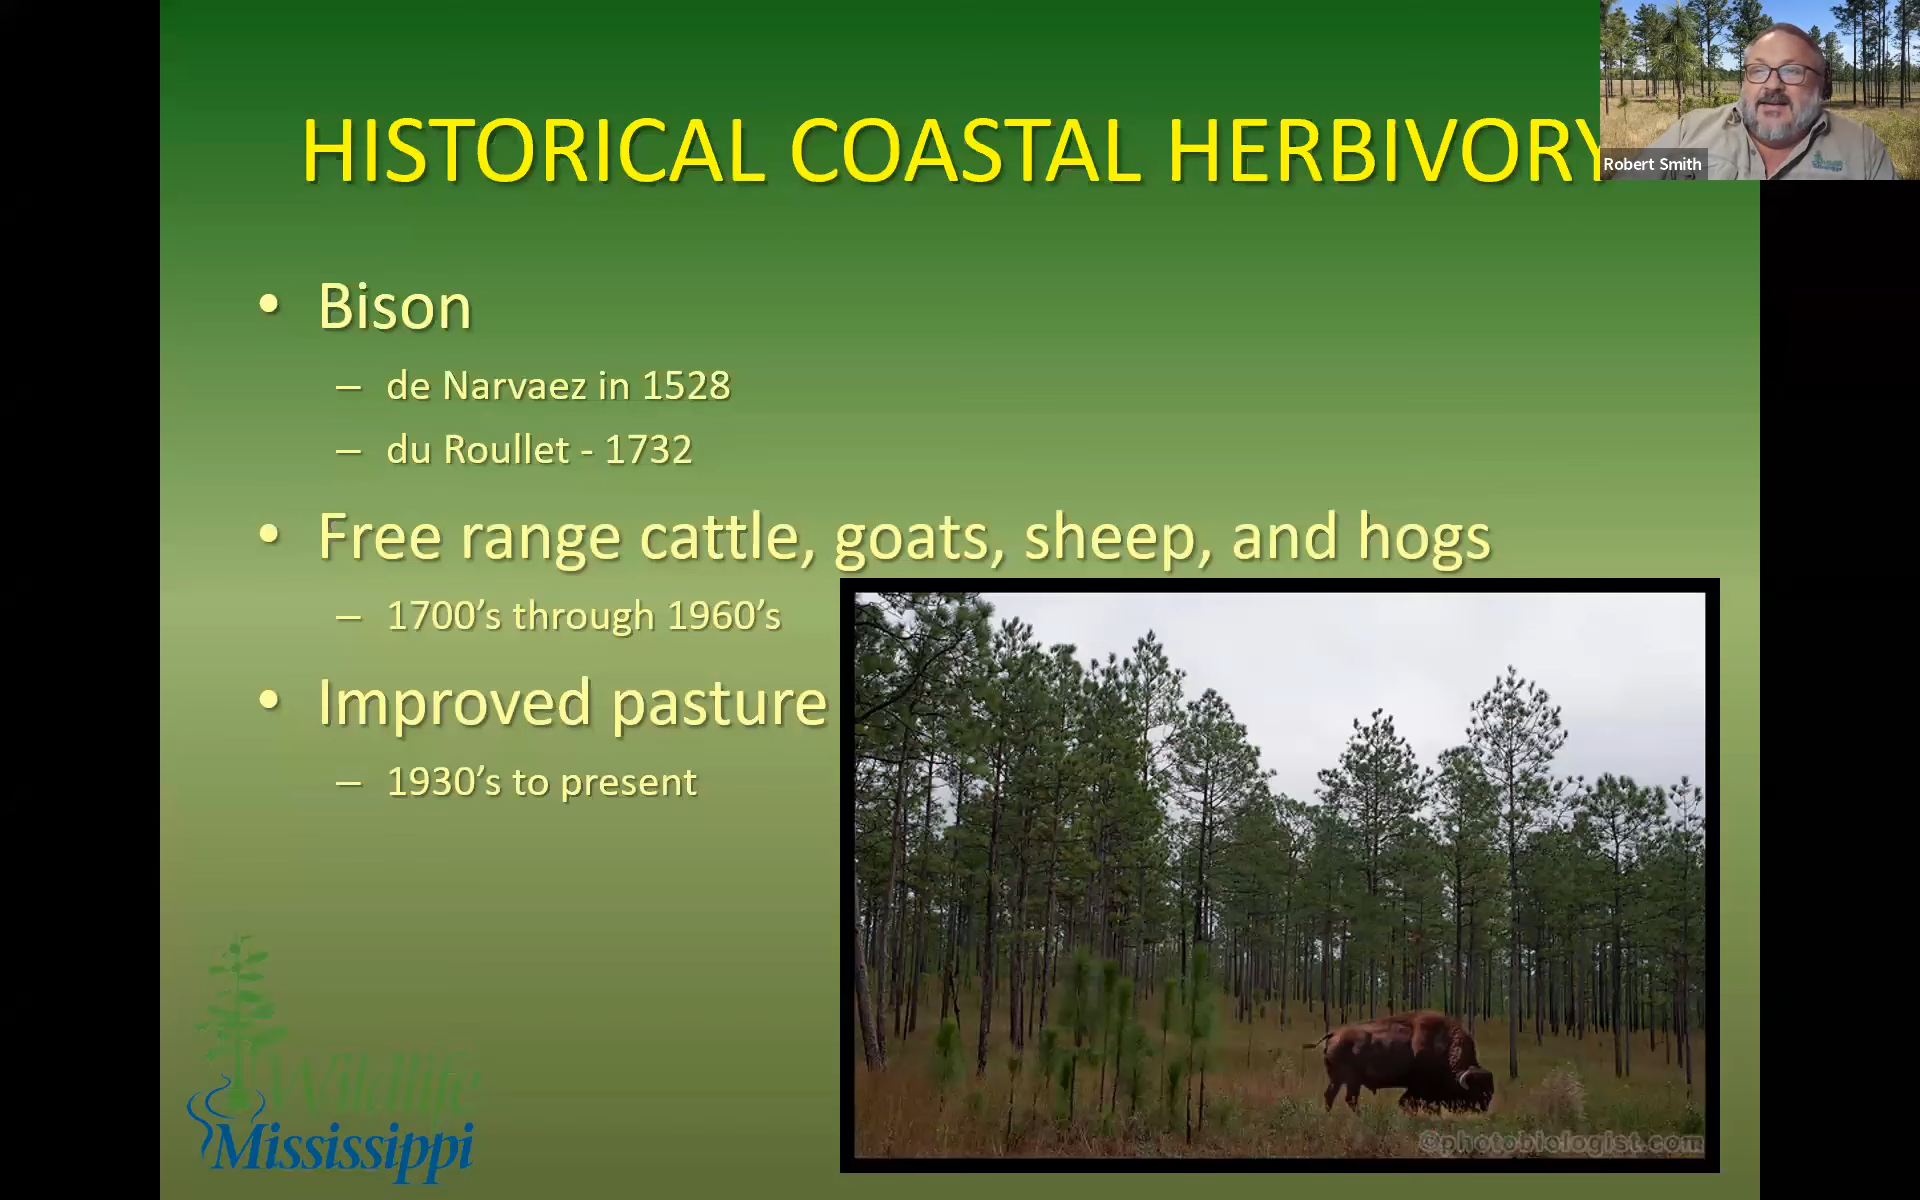 HISTORICAL COASTAL HERBIVORY
Robert Smith
• Bison
– de Narvaez in 1528
– du Roullet - 1732
• Free range cattle, goats, sheep, and hogs
– 1700’s through 1960’s
• Improved pasture
– 1930’s to present
Wildlife
Mississippi
©photobiologist.com